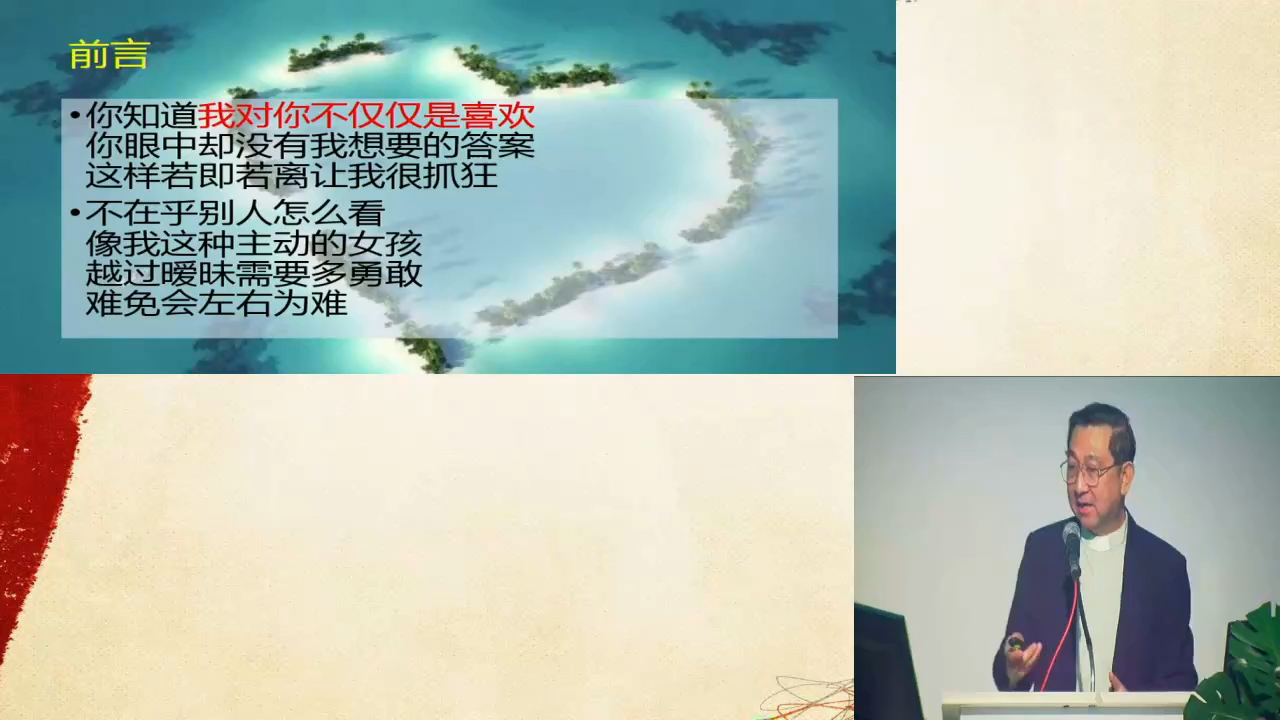 前言
•你知道我对你不仅仅是喜欢
你眼中却没有我想要的答案
这样若即若离让我很抓狂
•不在乎别人怎么看
像我这种主动的女孩
越过暧昧需要多勇敢
难免会左右为难